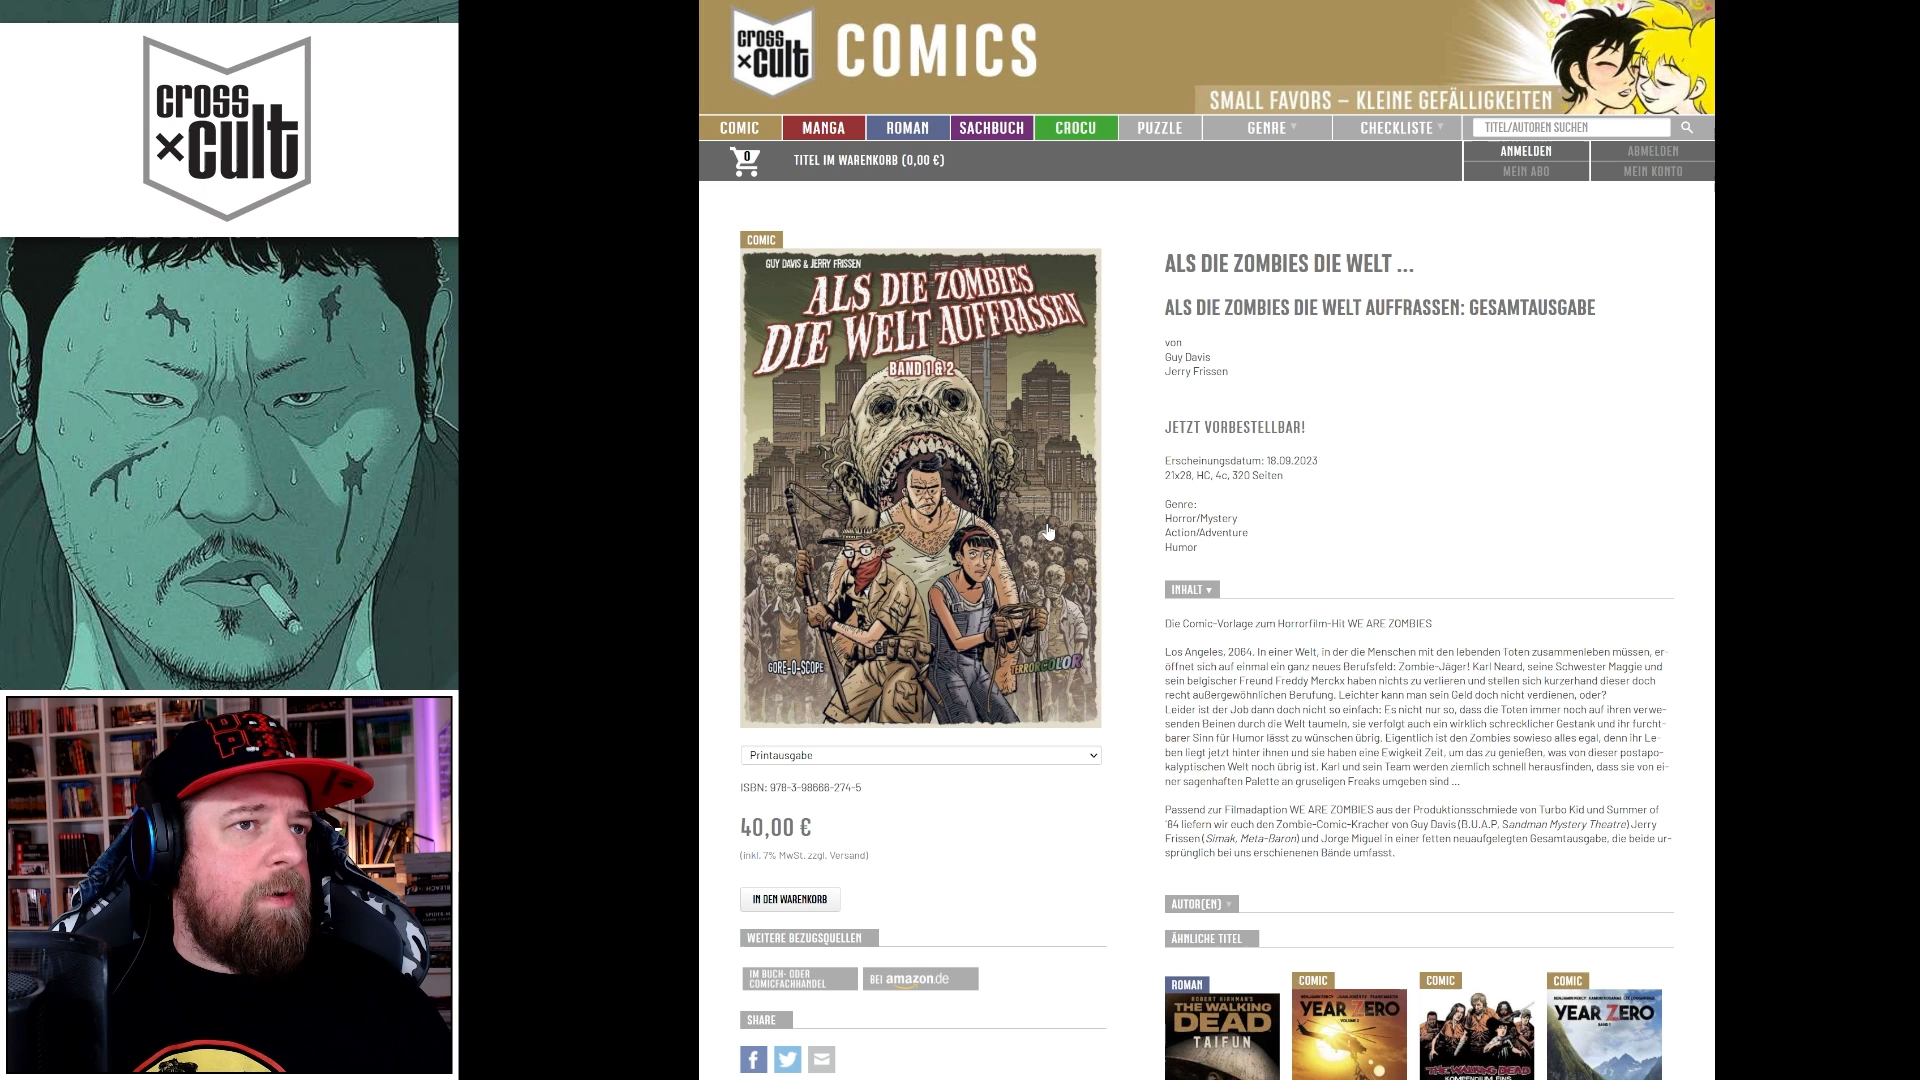 cross
×cult
cross
×cult
COMICS
SMALL FAVORS – KLEINE GEFÄLLIGKEITEN
COMIC
MANGA
ROMAN
SACHBUCH
CROCU
PUZZLE
GENRE ▼
CHECKLISTE ▼
TITEL/AUTOREN SUCHEN
0
TITEL IM WARENKORB (0,00 €)
ANMELDEN
ABMELDEN
MEIN ABO
MEIN KONTO
COMIC
GUY DAVIS & JERRY FRISSEN
ALS DIE ZOMBIES
DIE WELT AUFFRASSEN
BAND 1 & 2
GORE-O-SCOPE
TERRORCOLOR
Printausgabe
ISBN: 978-3-98666-274-5
40,00 €
(inkl. 7% MwSt. zzgl. Versand)
IN DEN WARENKORB
WEITERE BEZUGSQUELLEN
IM BUCH- ODER
COMICFACHHANDEL
BEI amazon.de
SHARE
ALS DIE ZOMBIES DIE WELT ...
ALS DIE ZOMBIES DIE WELT AUFFRASSEN: GESAMTAUSGABE
von
Guy Davis
Jerry Frissen
JETZT VORBESTELLBAR!
Erscheinungsdatum: 18.09.2023
21x28, HC, 4c, 320 Seiten
Genre:
Horror/Mystery
Action/Adventure
Humor
INHALT ▼
Die Comic-Vorlage zum Horrorfilm-Hit WE ARE ZOMBIES
Los Angeles, 2064. In einer Welt, in der die Menschen mit den lebenden Toten zusammenleben müssen, er-
öffnet sich auf einmal ein ganz neues Berufsfeld: Zombie-Jäger! Karl Neard, seine Schwester Maggie und
sein belgischer Freund Freddy Merckx haben nichts zu verlieren und stellen sich kurzerhand dieser doch
recht außergewöhnlichen Berufung. Leichter kann man sein Geld doch nicht verdienen, oder?
Leider ist der Job dann doch nicht so einfach: Es nicht nur so, dass die Toten immer noch auf ihren verwe-
senden Beinen durch die Welt taumeln, sie verfolgt auch ein wirklich schrecklicher Gestank und ihr furcht-
barer Sinn für Humor lässt zu wünschen übrig. Eigentlich ist den Zombies sowieso alles egal, denn ihr Le-
ben liegt jetzt hinter ihnen und sie haben eine Ewigkeit Zeit, um das zu genießen, was von dieser postapo-
kalyptischen Welt noch übrig ist. Karl und sein Team werden ziemlich schnell herausfinden, dass sie von ei-
ner sagenhaften Palette an gruseligen Freaks umgeben sind ...
Passend zur Filmadaption WE ARE ZOMBIES aus der Produktionsschmiede von Turbo Kid und Summer of
'84 liefern wir euch den Zombie-Comic-Kracher von Guy Davis (B.U.A.P, Sandman Mystery Theatre) Jerry
Frissen (Simak, Meta-Baron) und Jorge Miguel in einer fetten neuaufgelegten Gesamtausgabe, die beide ur-
sprünglich bei uns erschienenen Bände umfasst.
AUTOR(EN) ▼
ÄHNLICHE TITEL
ROMAN
ROBERT KIRKMAN'S
THE WALKING
DEAD
TAIFUN
COMIC
YEAR ZERO
COMIC
THE WALKING DEAD
KOMPENDIUM EINS
COMIC
YEAR ZERO
BAND 1
BLEACH